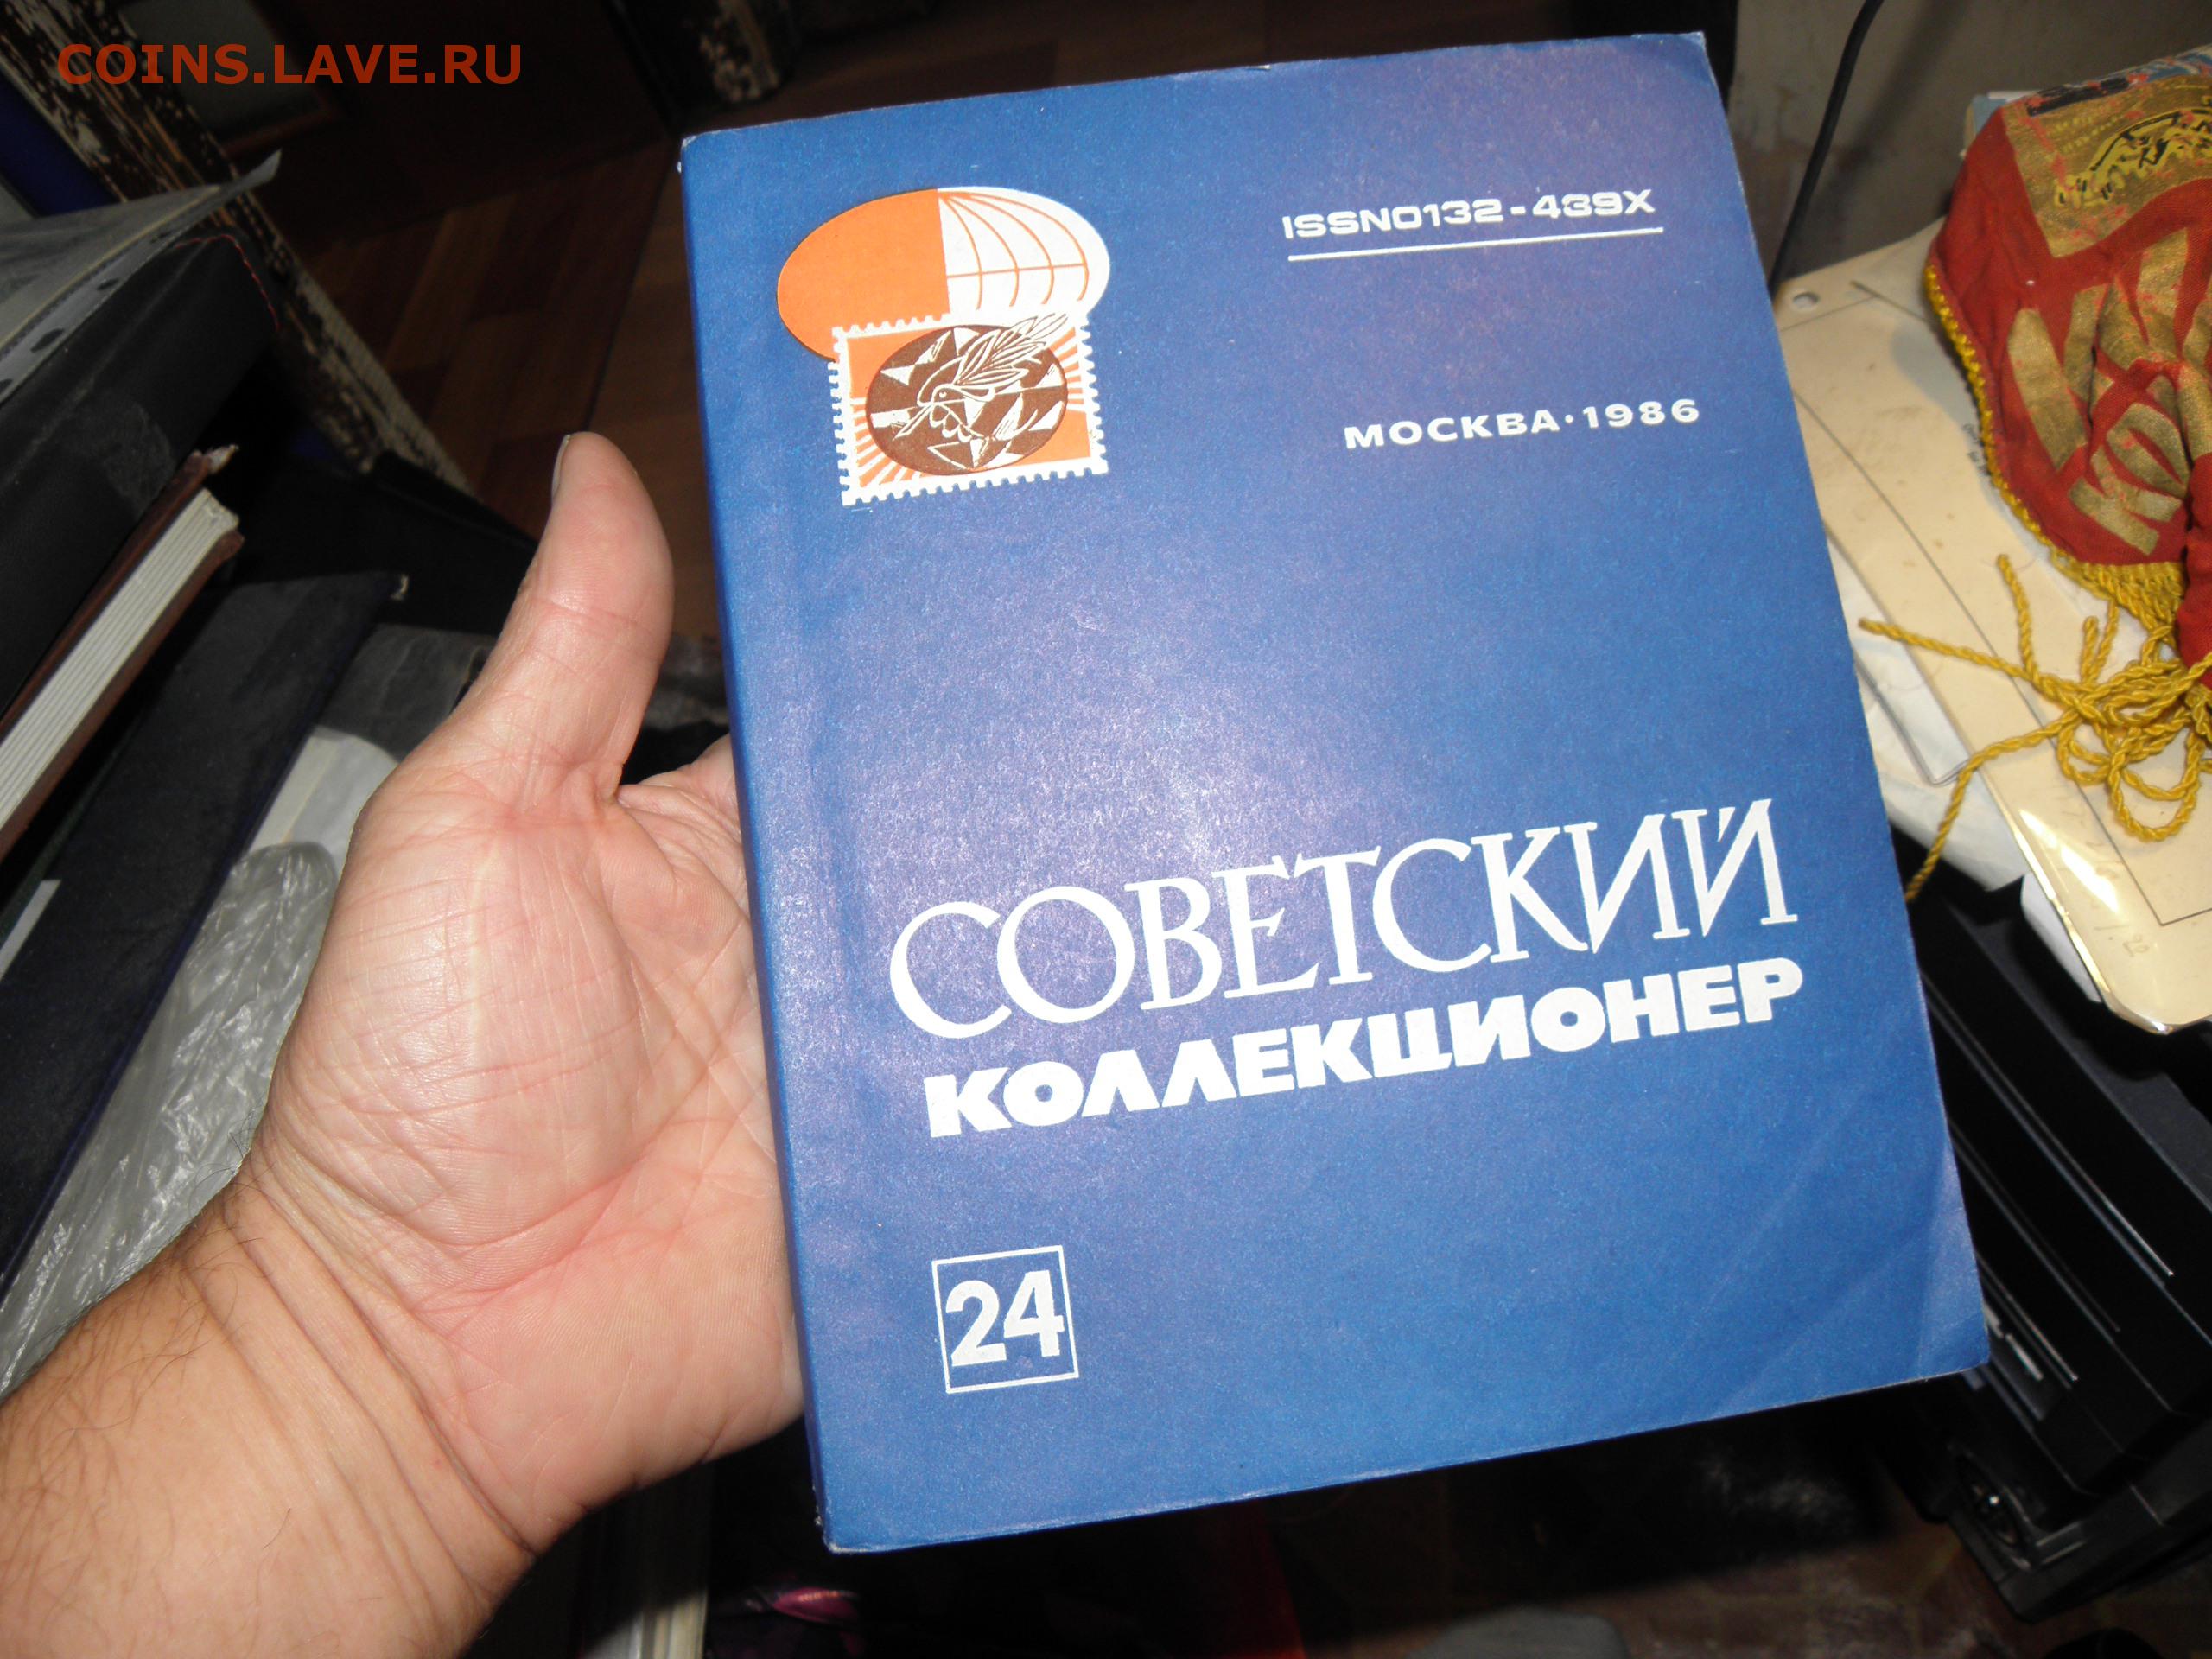 COINS.LAVE.RU
ISSN0132-439X
МОСКВА·1986
СОВЕТСКИЙ
КОЛЛЕКЦИОНЕР
24